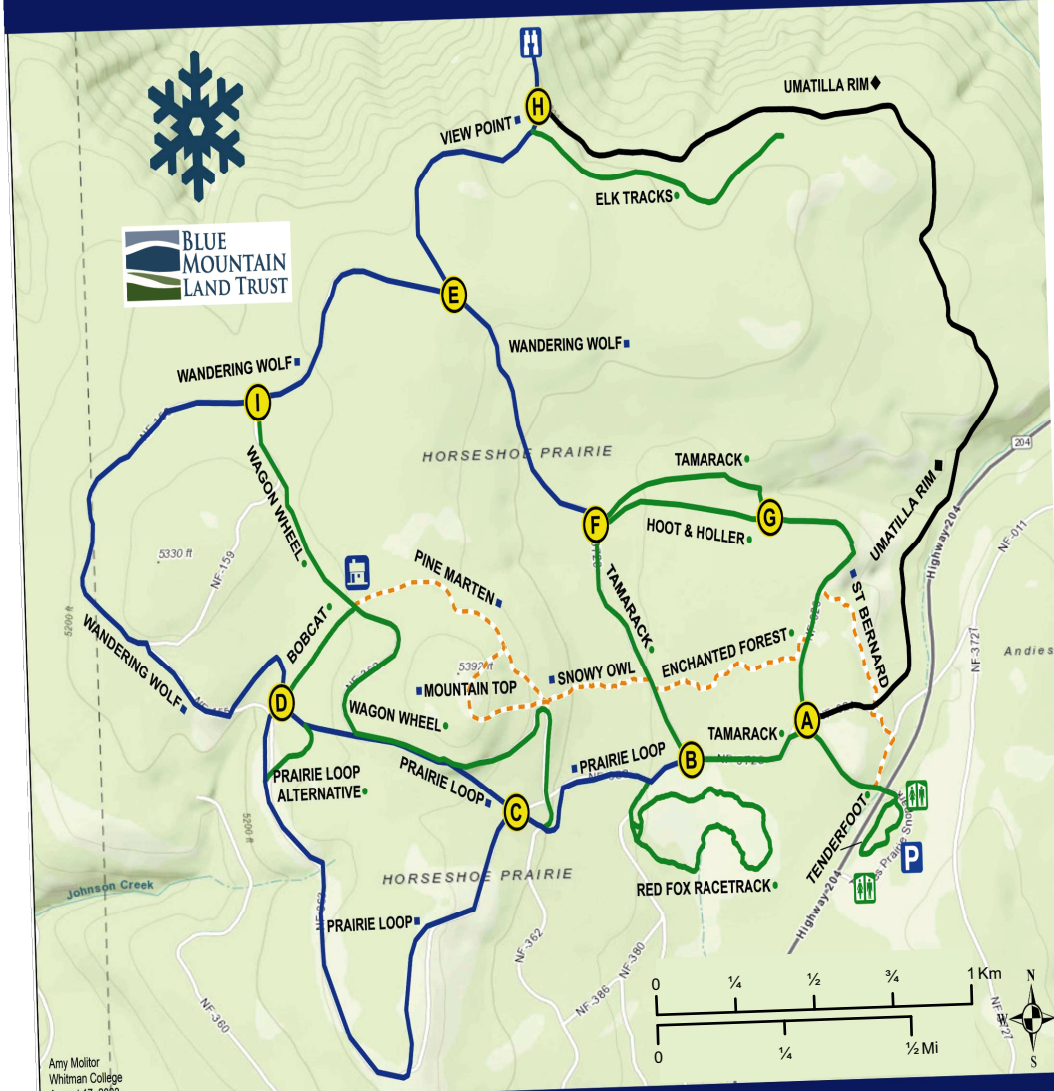 UMATILLA RIM
H
VIEW POINT
ELK TRACKS
BLUE
MOUNTAIN
LAND TRUST
E
WANDERING WOLF
WANDERING WOLF
I
HORSESHOE PRAIRIE
204
TAMARACK
WAGON WHEEL
UMATILLA RIM
Highway-204
F
G
HOOT & HOLLER
NF-011
5330 ft
NF-159
PINE MARTEN
TAMARACK
ST BERNARD
5200 ft
BOBCAT
ENCHANTED FOREST
NF-3727
WANDERING WOLF
5392 ft
SNOWY OWL
Andies
MOUNTAIN TOP
D
WAGON WHEEL
A
TAMARACK
PRAIRIE LOOP
B
PRAIRIE LOOP
ALTERNATIVE
PRAIRIE LOOP
C
5200 ft
TENDERFOOT
P
HORSESHOE PRAIRIE
RED FOX RACETRACK
Johnson Creek
Highway-204
PRAIRIE LOOP
NF-362
NF-380
NF-386
NF-360
0 ¼ ½ ¾ 1 Km
0 ¼ ½ Mi
N
W
S
Amy Molitor
Whitman College